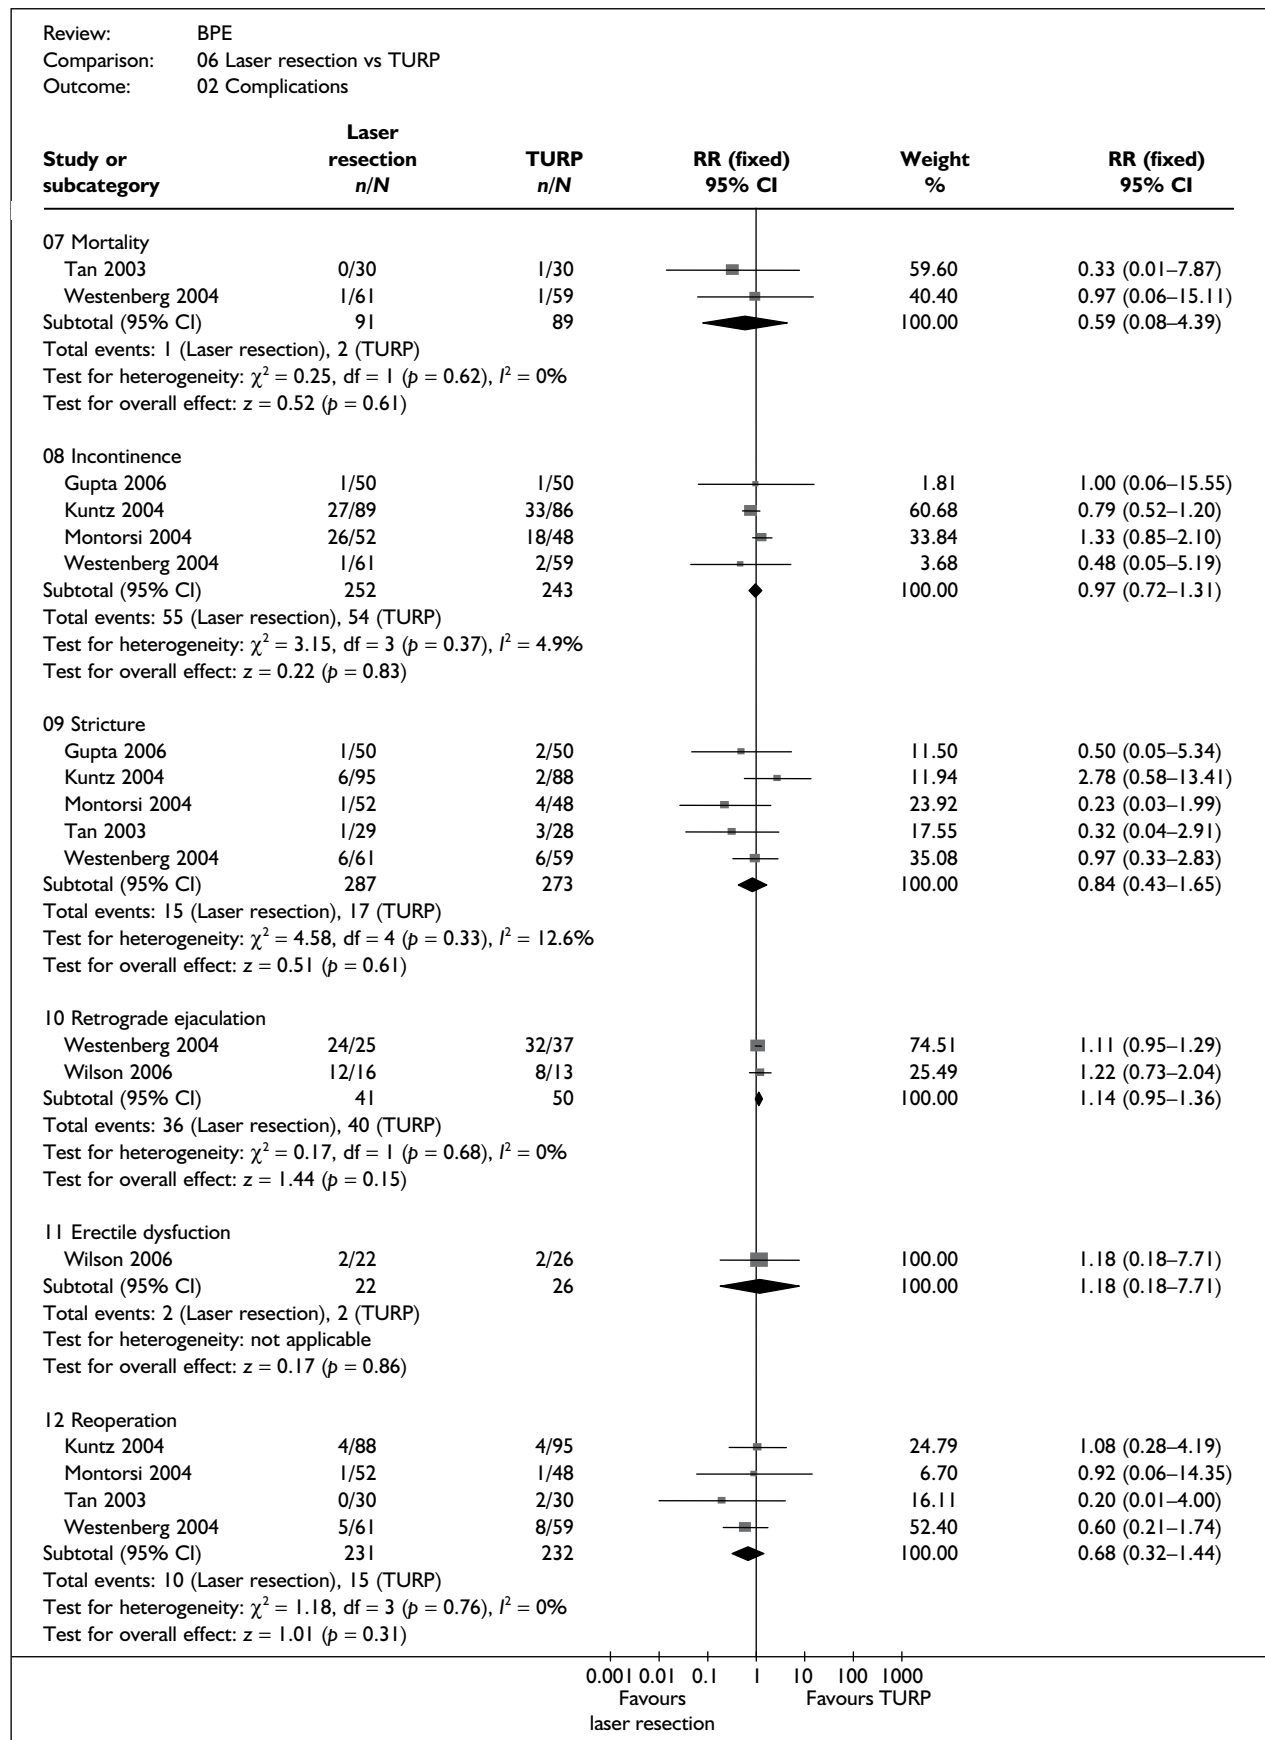 Review: BPE
Comparison: 06 Laser resection vs TURP
Outcome: 02 Complications
Laser
Study or resection TURP RR (fixed) Weight RR (fixed)
subcategory n/N n/N 95% CI % 95% CI
07 Mortality
Tan 2003 0/30 1/30 59.60 0.33 (0.01–7.87)
Westenberg 2004 1/61 1/59 40.40 0.97 (0.06–15.11)
Subtotal (95% CI) 91 89 100.00 0.59 (0.08–4.39)
Total events: 1 (Laser resection), 2 (TURP)
Test for heterogeneity: χ² = 0.25, df = 1 (p = 0.62), I² = 0%
Test for overall effect: z = 0.52 (p = 0.61)
08 Incontinence
Gupta 2006 1/50 1/50 1.81 1.00 (0.06–15.55)
Kuntz 2004 27/89 33/86 60.68 0.79 (0.52–1.20)
Montorsi 2004 26/52 18/48 33.84 1.33 (0.85–2.10)
Westenberg 2004 1/61 2/59 3.68 0.48 (0.05–5.19)
Subtotal (95% CI) 252 243 100.00 0.97 (0.72–1.31)
Total events: 55 (Laser resection), 54 (TURP)
Test for heterogeneity: χ² = 3.15, df = 3 (p = 0.37), I² = 4.9%
Test for overall effect: z = 0.22 (p = 0.83)
09 Stricture
Gupta 2006 1/50 2/50 11.50 0.50 (0.05–5.34)
Kuntz 2004 6/95 2/88 11.94 2.78 (0.58–13.41)
Montorsi 2004 1/52 4/48 23.92 0.23 (0.03–1.99)
Tan 2003 1/29 3/28 17.55 0.32 (0.04–2.91)
Westenberg 2004 6/61 6/59 35.08 0.97 (0.33–2.83)
Subtotal (95% CI) 287 273 100.00 0.84 (0.43–1.65)
Total events: 15 (Laser resection), 17 (TURP)
Test for heterogeneity: χ² = 4.58, df = 4 (p = 0.33), I² = 12.6%
Test for overall effect: z = 0.51 (p = 0.61)
10 Retrograde ejaculation
Westenberg 2004 24/25 32/37 74.51 1.11 (0.95–1.29)
Wilson 2006 12/16 8/13 25.49 1.22 (0.73–2.04)
Subtotal (95% CI) 41 50 100.00 1.14 (0.95–1.36)
Total events: 36 (Laser resection), 40 (TURP)
Test for heterogeneity: χ² = 0.17, df = 1 (p = 0.68), I² = 0%
Test for overall effect: z = 1.44 (p = 0.15)
11 Erectile dysfuction
Wilson 2006 2/22 2/26 100.00 1.18 (0.18–7.71)
Subtotal (95% CI) 22 26 100.00 1.18 (0.18–7.71)
Total events: 2 (Laser resection), 2 (TURP)
Test for heterogeneity: not applicable
Test for overall effect: z = 0.17 (p = 0.86)
12 Reoperation
Kuntz 2004 4/88 4/95 24.79 1.08 (0.28–4.19)
Montorsi 2004 1/52 1/48 6.70 0.92 (0.06–14.35)
Tan 2003 0/30 2/30 16.11 0.20 (0.01–4.00)
Westenberg 2004 5/61 8/59 52.40 0.60 (0.21–1.74)
Subtotal (95% CI) 231 232 100.00 0.68 (0.32–1.44)
Total events: 10 (Laser resection), 15 (TURP)
Test for heterogeneity: χ² = 1.18, df = 3 (p = 0.76), I² = 0%
Test for overall effect: z = 1.01 (p = 0.31)
0.001 0.01 0.1 1 10 100 1000
Favours Favours TURP
laser resection